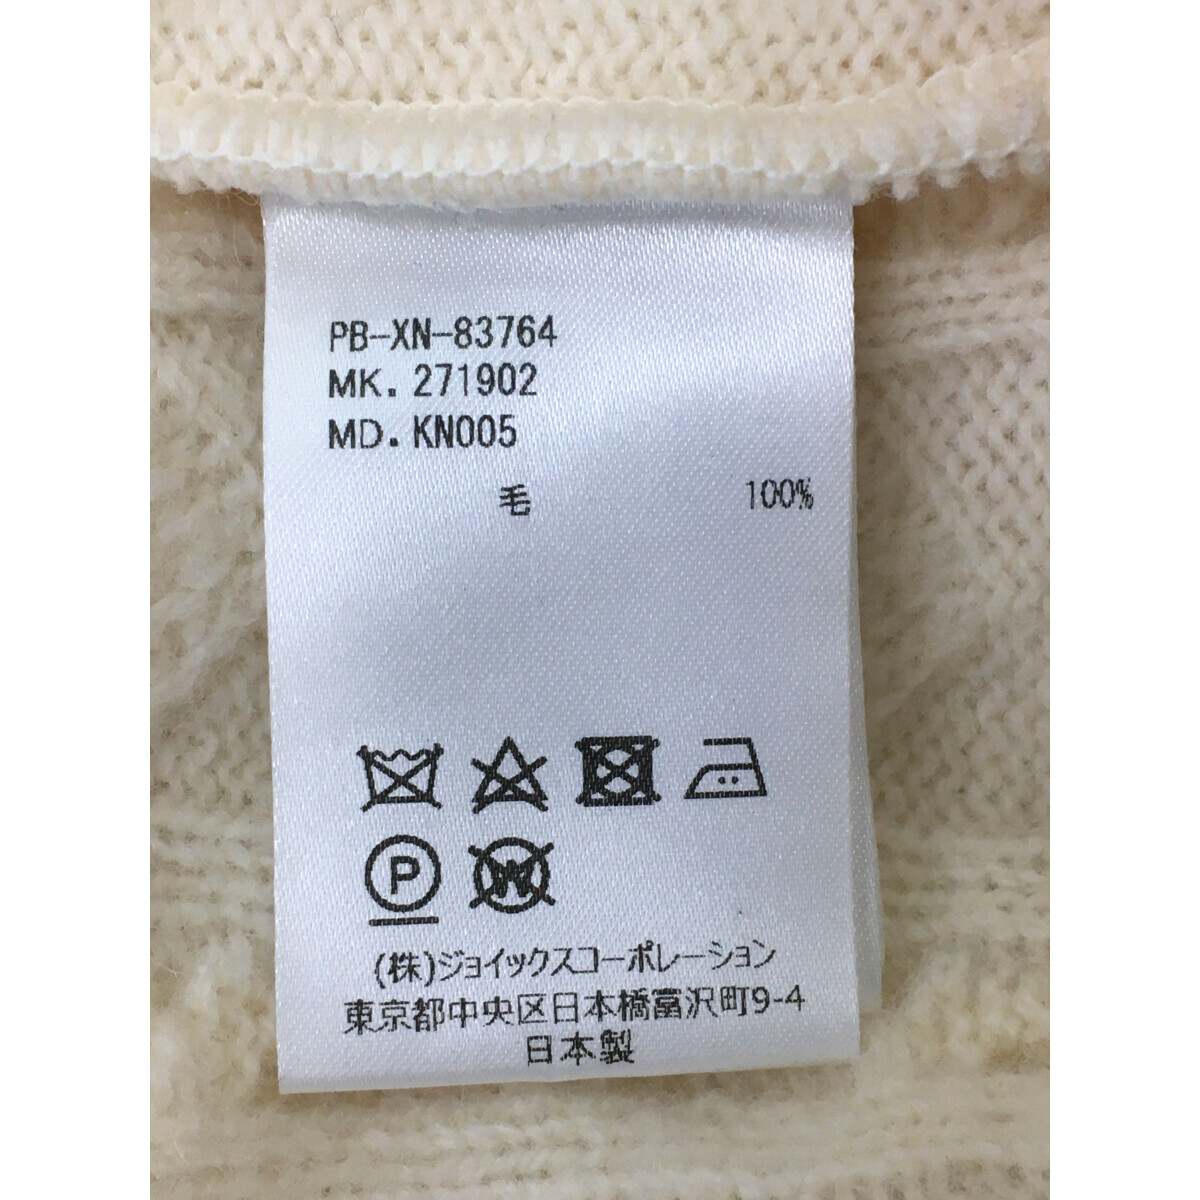 PB-XN-83764
MK. 271902
MD. KN005
毛 100%
P W
(株)ジョイックスコーポレーション
東京都中央区日本橋富沢町9-4
日本製